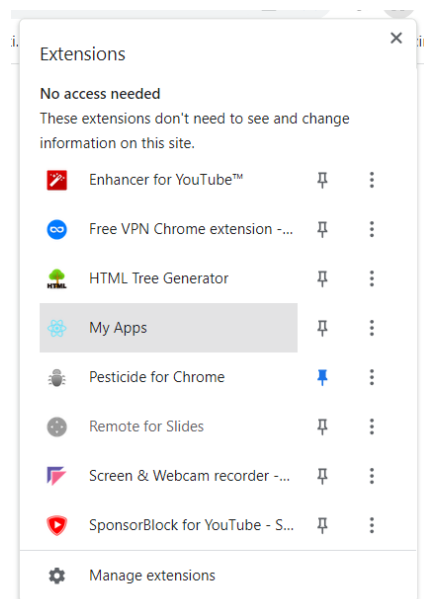 Extensions
No access needed
These extensions don't need to see and change
information on this site.
Enhancer for YouTube™
Free VPN Chrome extension -...
HTML Tree Generator
HTML
My Apps
Pesticide for Chrome
Remote for Slides
Screen & Webcam recorder -...
SponsorBlock for YouTube - S...
Manage extensions